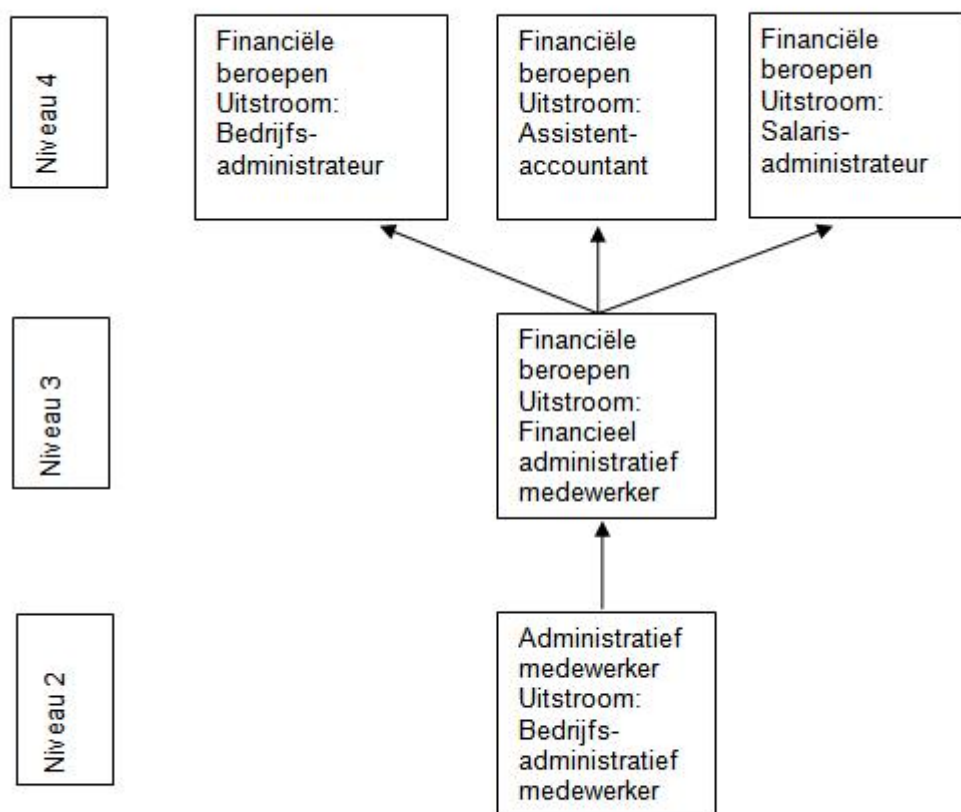 Niveau 4
Financiële
beroepen
Uitstroom:
Bedrijfs-
administrateur
Financiële
beroepen
Uitstroom:
Assistent-
accountant
Financiële
beroepen
Uitstroom:
Salaris-
administrateur
Niveau 3
Financiële
beroepen
Uitstroom:
Financieel
administratief
medewerker
Niveau 2
Administratief
medewerker
Uitstroom:
Bedrijfs-
administratief
medewerker